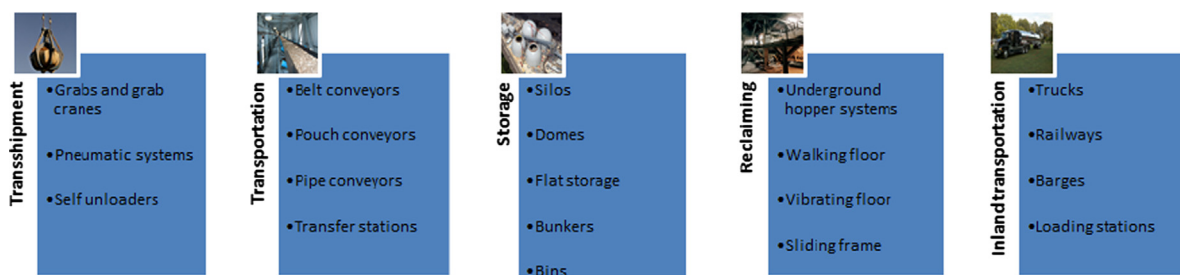 Transshipment
•Grabs and grab
cranes
•Pneumatic systems
•Self unloaders
Transportation
•Belt conveyors
•Pouch conveyors
•Pipe conveyors
•Transfer stations
Storage
•Silos
•Domes
•Flat storage
•Bunkers
•Bins
Reclaiming
•Underground
hopper systems
•Walking floor
•Vibrating floor
•Sliding frame
Inland transportation
•Trucks
•Railways
•Barges
•Loading stations